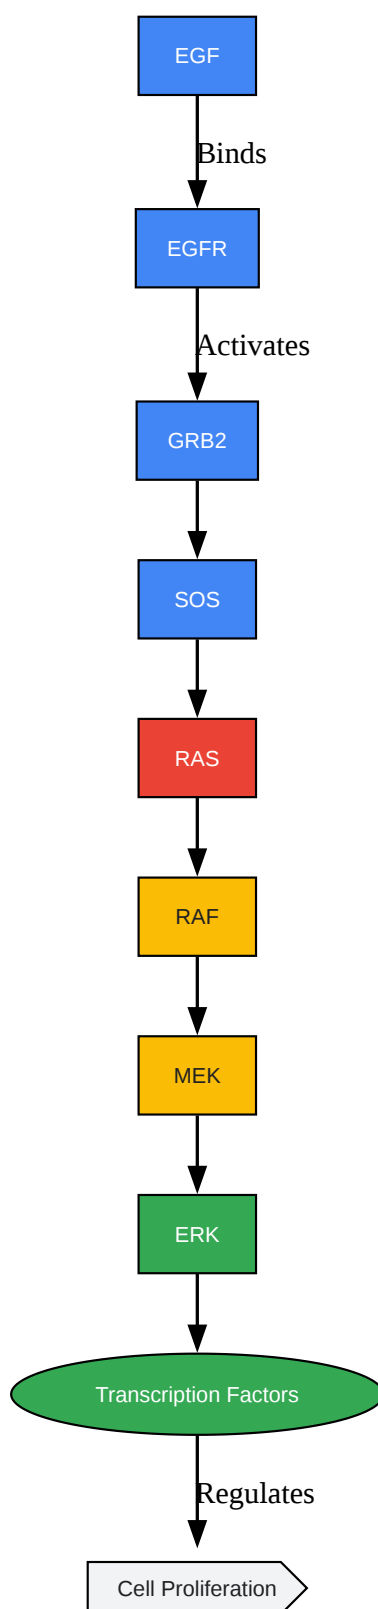 EGF
Binds
EGFR
Activates
GRB2
SOS
RAS
RAF
MEK
ERK
Transcription Factors
Regulates
Cell Proliferation